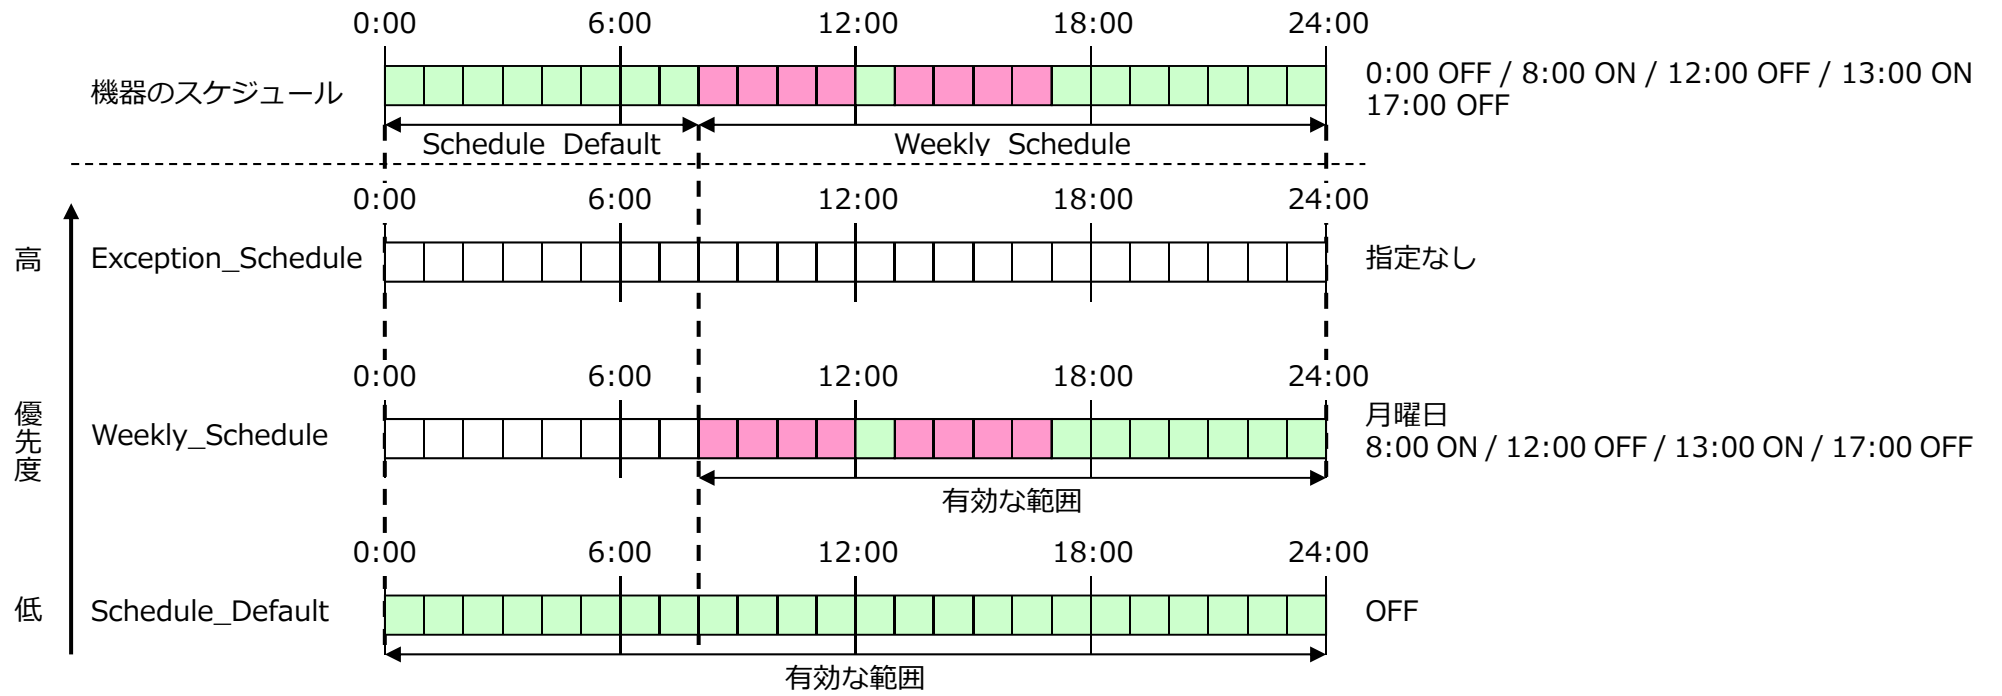 0:00 6:00 12:00 18:00 24:00
機器のスケジュール
0:00 OFF / 8:00 ON / 12:00 OFF / 13:00 ON
17:00 OFF
Schedule Default Weekly Schedule
0:00 6:00 12:00 18:00 24:00
高 Exception_Schedule 指定なし
0:00 6:00 12:00 18:00 24:00
優先度
Weekly_Schedule
月曜日
8:00 ON / 12:00 OFF / 13:00 ON / 17:00 OFF
有効な範囲
0:00 6:00 12:00 18:00 24:00
低 Schedule_Default OFF
有効な範囲